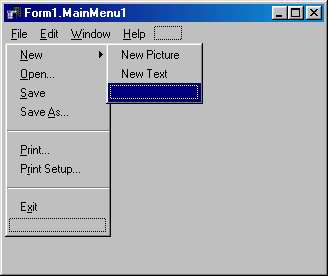 Form1.MainMenu1
File Edit Window Help
New New Picture
Open... New Text
Save
Save As...
Print...
Print Setup...
Exit